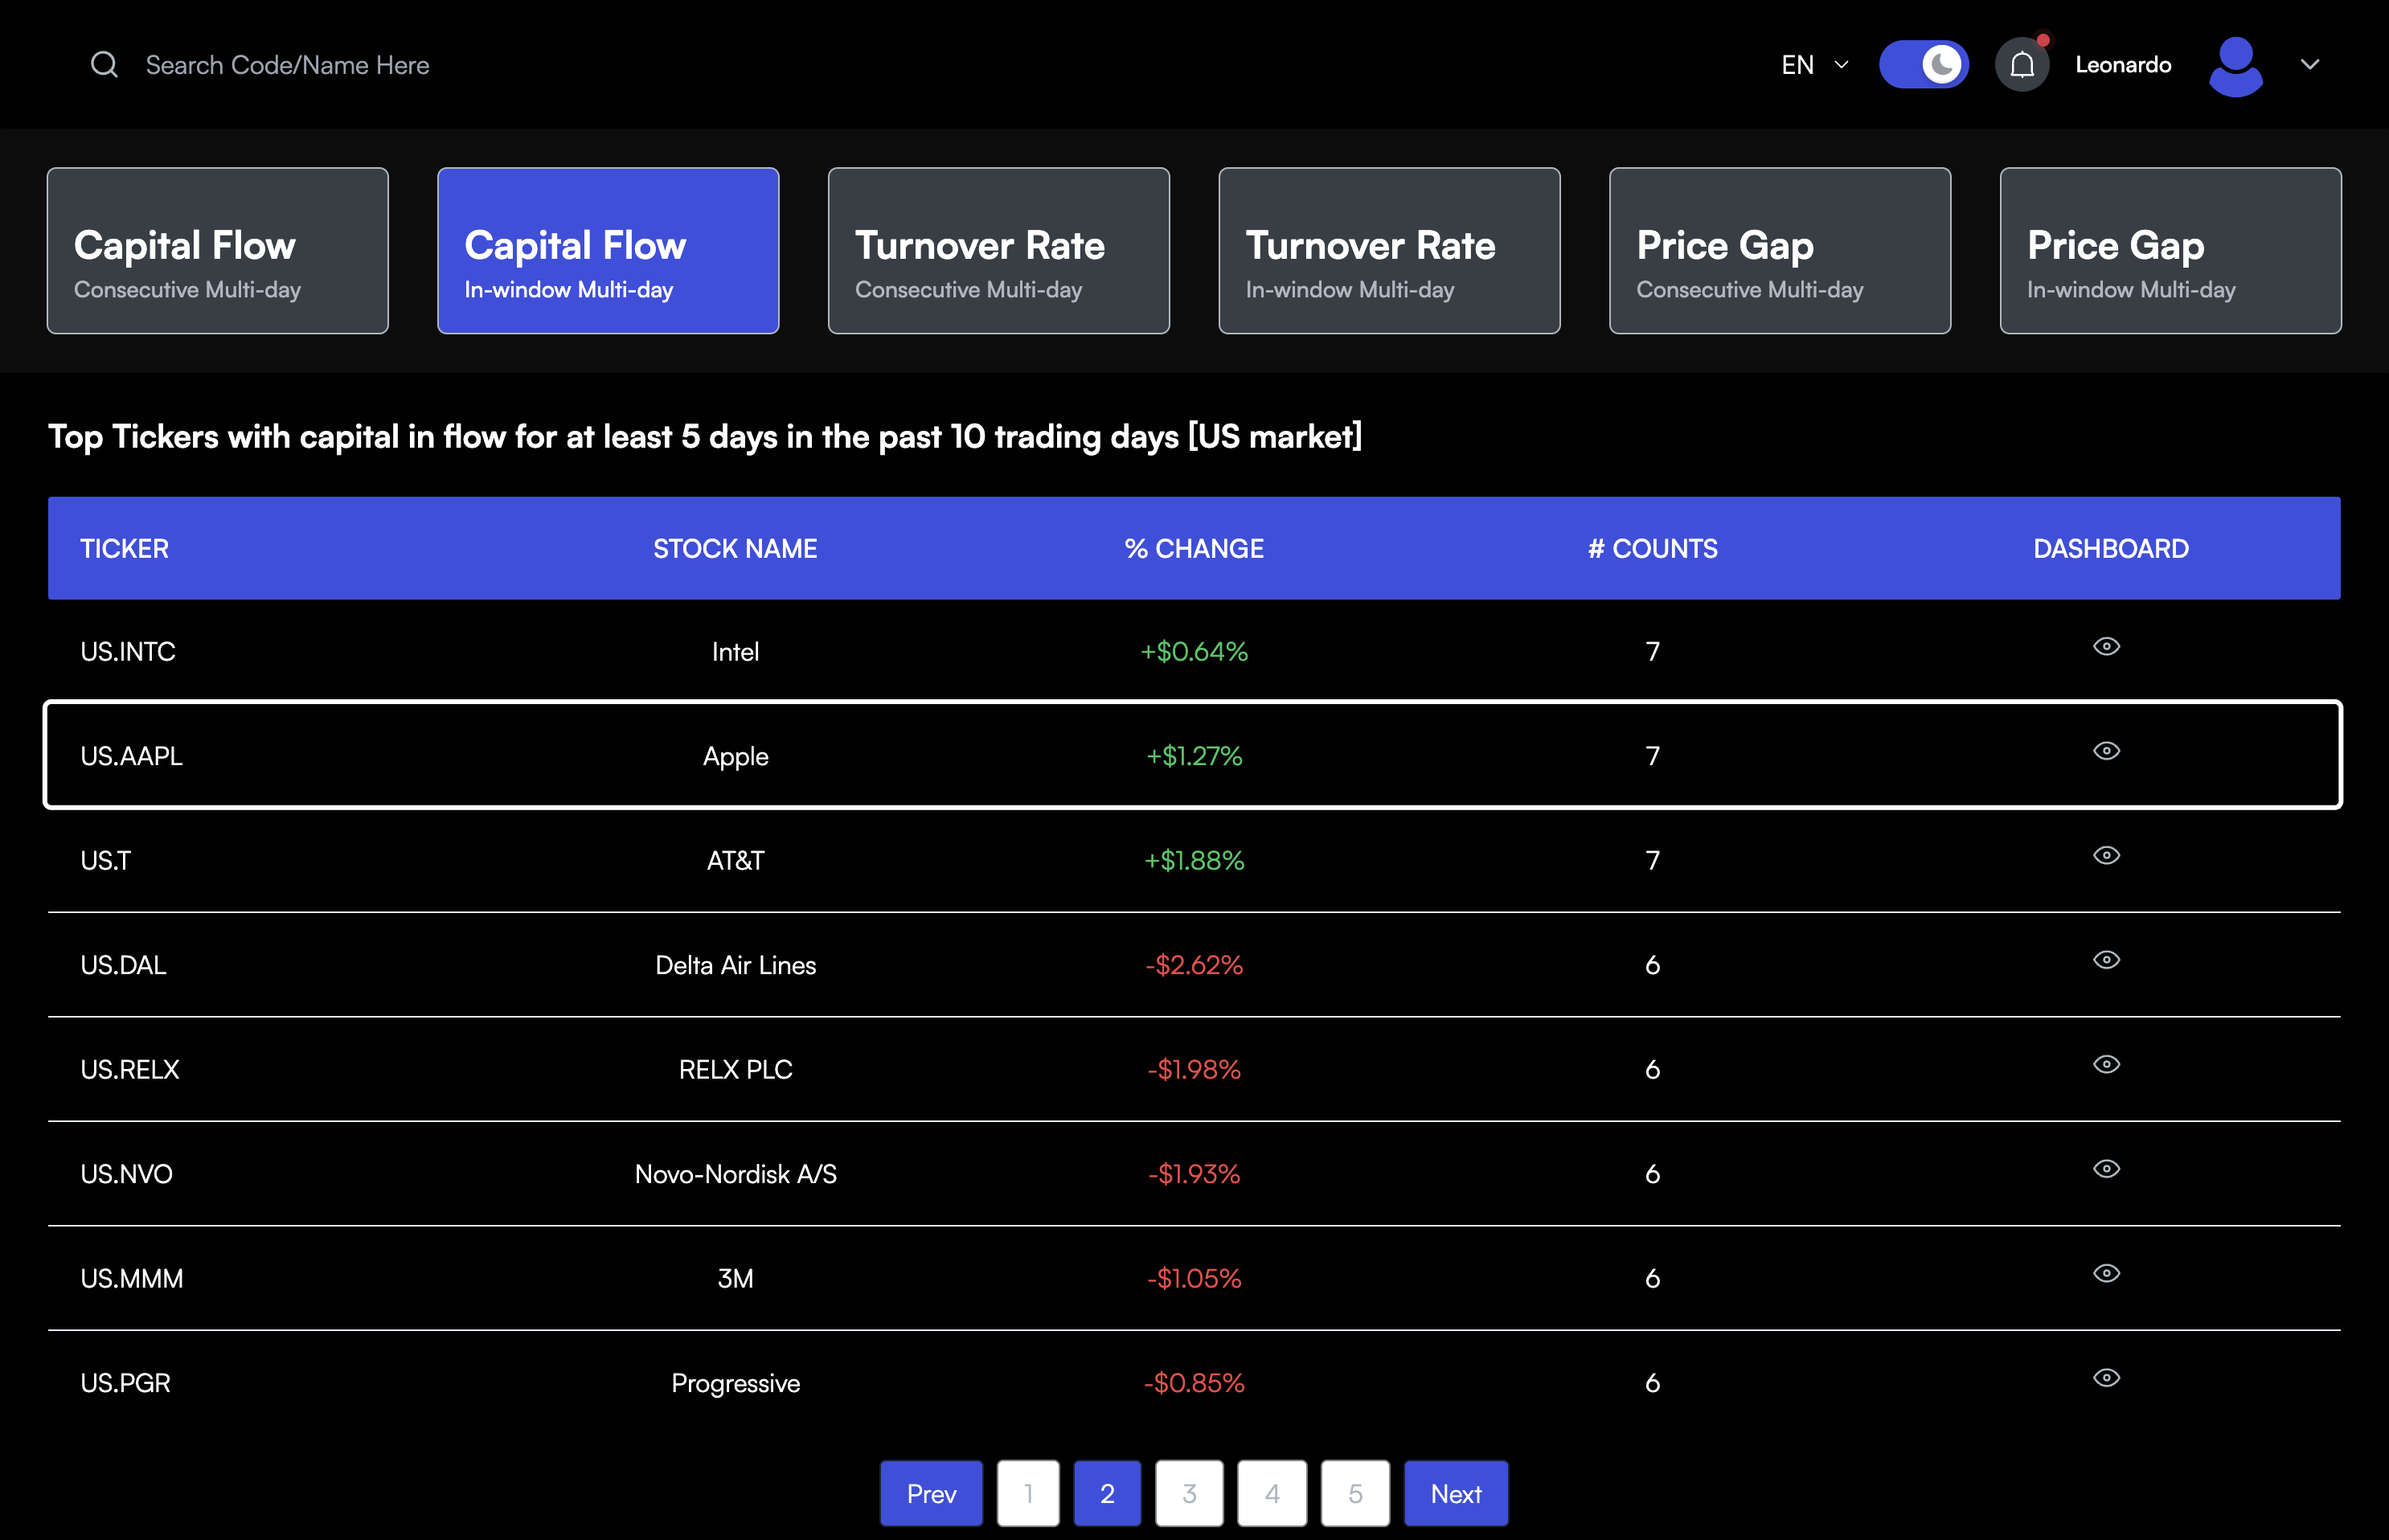 Search Code/Name Here EN Leonardo
Capital Flow Capital Flow Turnover Rate Turnover Rate Price Gap Price Gap
Consecutive Multi-day In-window Multi-day Consecutive Multi-day In-window Multi-day Consecutive Multi-day In-window Multi-day
Top Tickers with capital in flow for at least 5 days in the past 10 trading days [US market]
TICKER STOCK NAME % CHANGE # COUNTS DASHBOARD
US.INTC Intel +$0.64% 7
US.AAPL Apple +$1.27% 7
US.T AT&T +$1.88% 7
US.DAL Delta Air Lines -$2.62% 6
US.RELX RELX PLC -$1.98% 6
US.NVO Novo-Nordisk A/S -$1.93% 6
US.MMM 3M -$1.05% 6
US.PGR Progressive -$0.85% 6
Prev 1 2 3 4 5 Next